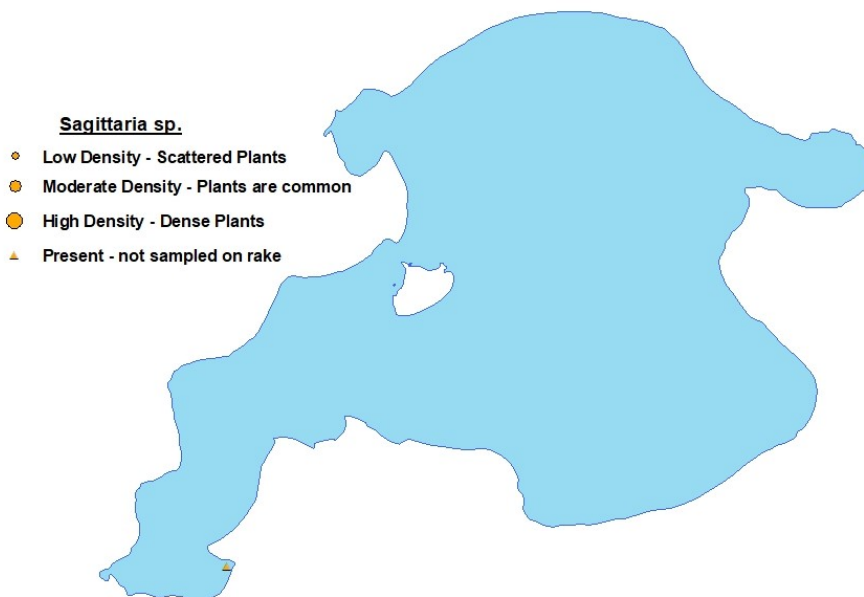 Sagittaria sp.
Low Density - Scattered Plants
Moderate Density - Plants are common
High Density - Dense Plants
Present - not sampled on rake